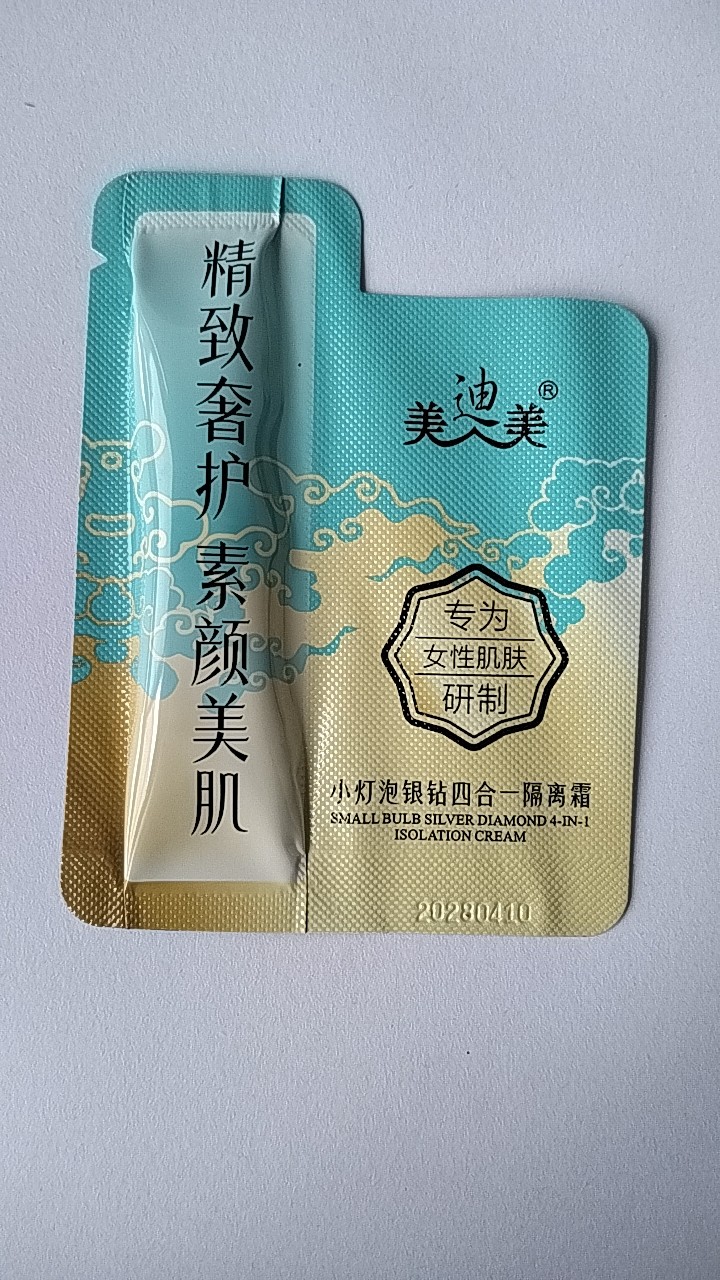 精致奢护 素颜美肌
美迪美®
专为
女性肌肤
研制
小灯泡银钻四合一隔离霜
SMALL BULB SILVER DIAMOND 4-IN-1
ISOLATION CREAM
20280410